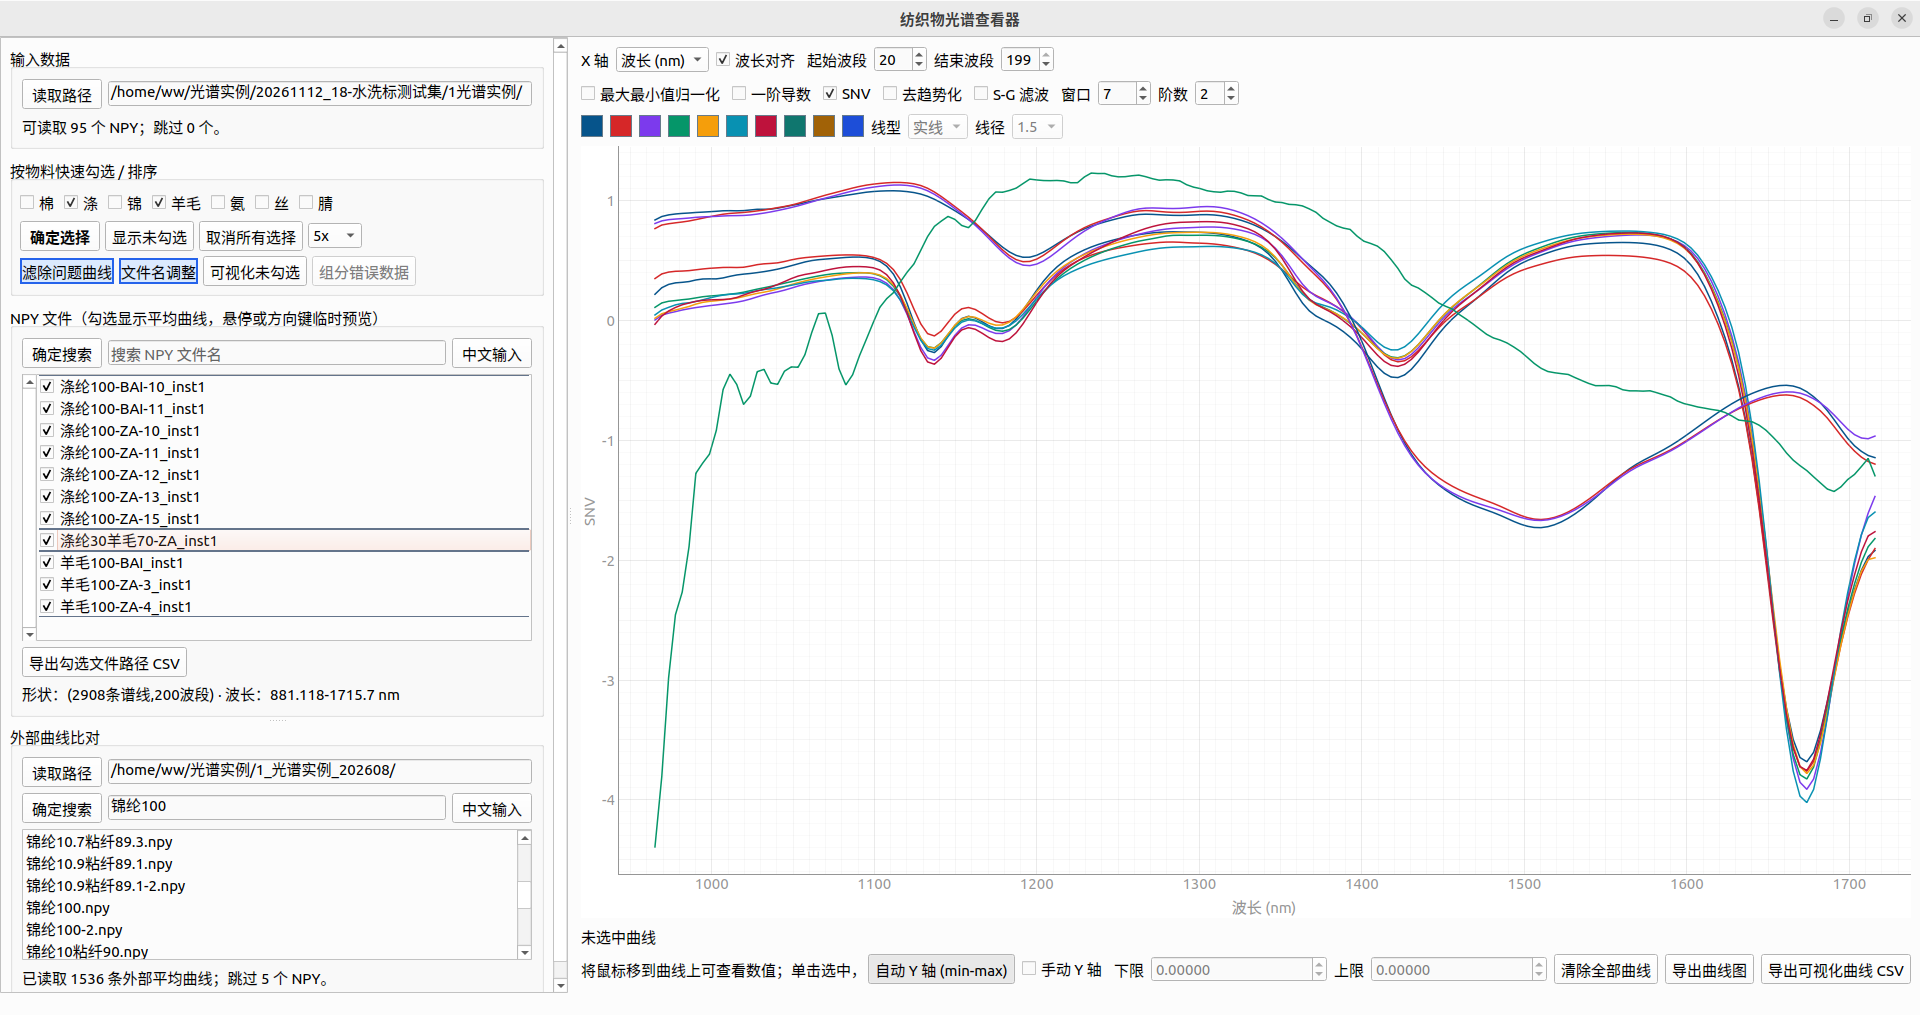 纺织物光谱查看器
输入数据
读取路径 /home/ww/光谱实例/20261112_18-水洗标测试集/1光谱实例/
可读取 95 个 NPY；跳过 0 个。
按物料快速勾选 / 排序
棉 涤 锦 羊毛 氨 丝 腈
确定选择 显示未勾选 取消所有选择 5x
滤除问题曲线 文件名调整 可视化未勾选 组分错误数据
NPY 文件（勾选显示平均曲线，悬停或方向键临时预览）
确定搜索 搜索 NPY 文件名 中文输入
涤纶100-BAI-10_inst1
涤纶100-BAI-11_inst1
涤纶100-ZA-10_inst1
涤纶100-ZA-11_inst1
涤纶100-ZA-12_inst1
涤纶100-ZA-13_inst1
涤纶100-ZA-15_inst1
涤纶30羊毛70-ZA_inst1
羊毛100-BAI_inst1
羊毛100-ZA-3_inst1
羊毛100-ZA-4_inst1
导出勾选文件路径 CSV
形状：(2908条谱线,200波段) · 波长：881.118-1715.7 nm
外部曲线比对
读取路径 /home/ww/光谱实例/1_光谱实例_202608/
确定搜索 锦纶100 中文输入
锦纶10.7粘纤89.3.npy
锦纶10.9粘纤89.1.npy
锦纶10.9粘纤89.1-2.npy
锦纶100.npy
锦纶100-2.npy
锦纶10粘纤90.npy
已读取 1536 条外部平均曲线；跳过 5 个 NPY。
X 轴 波长 (nm) 波长对齐 起始波段 20 结束波段 199
最大最小值归一化 一阶导数 SNV 去趋势化 S-G 滤波 窗口 7 阶数 2
线型 实线 线径 1.5
1
0
-1
-2
-3
-4
SNV
1000 1100 1200 1300 1400 1500 1600 1700
波长 (nm)
未选中曲线
将鼠标移到曲线上可查看数值；单击选中， 自动 Y 轴 (min-max) 手动 Y 轴 下限 0.00000 上限 0.00000 清除全部曲线 导出曲线图 导出可视化曲线 CSV